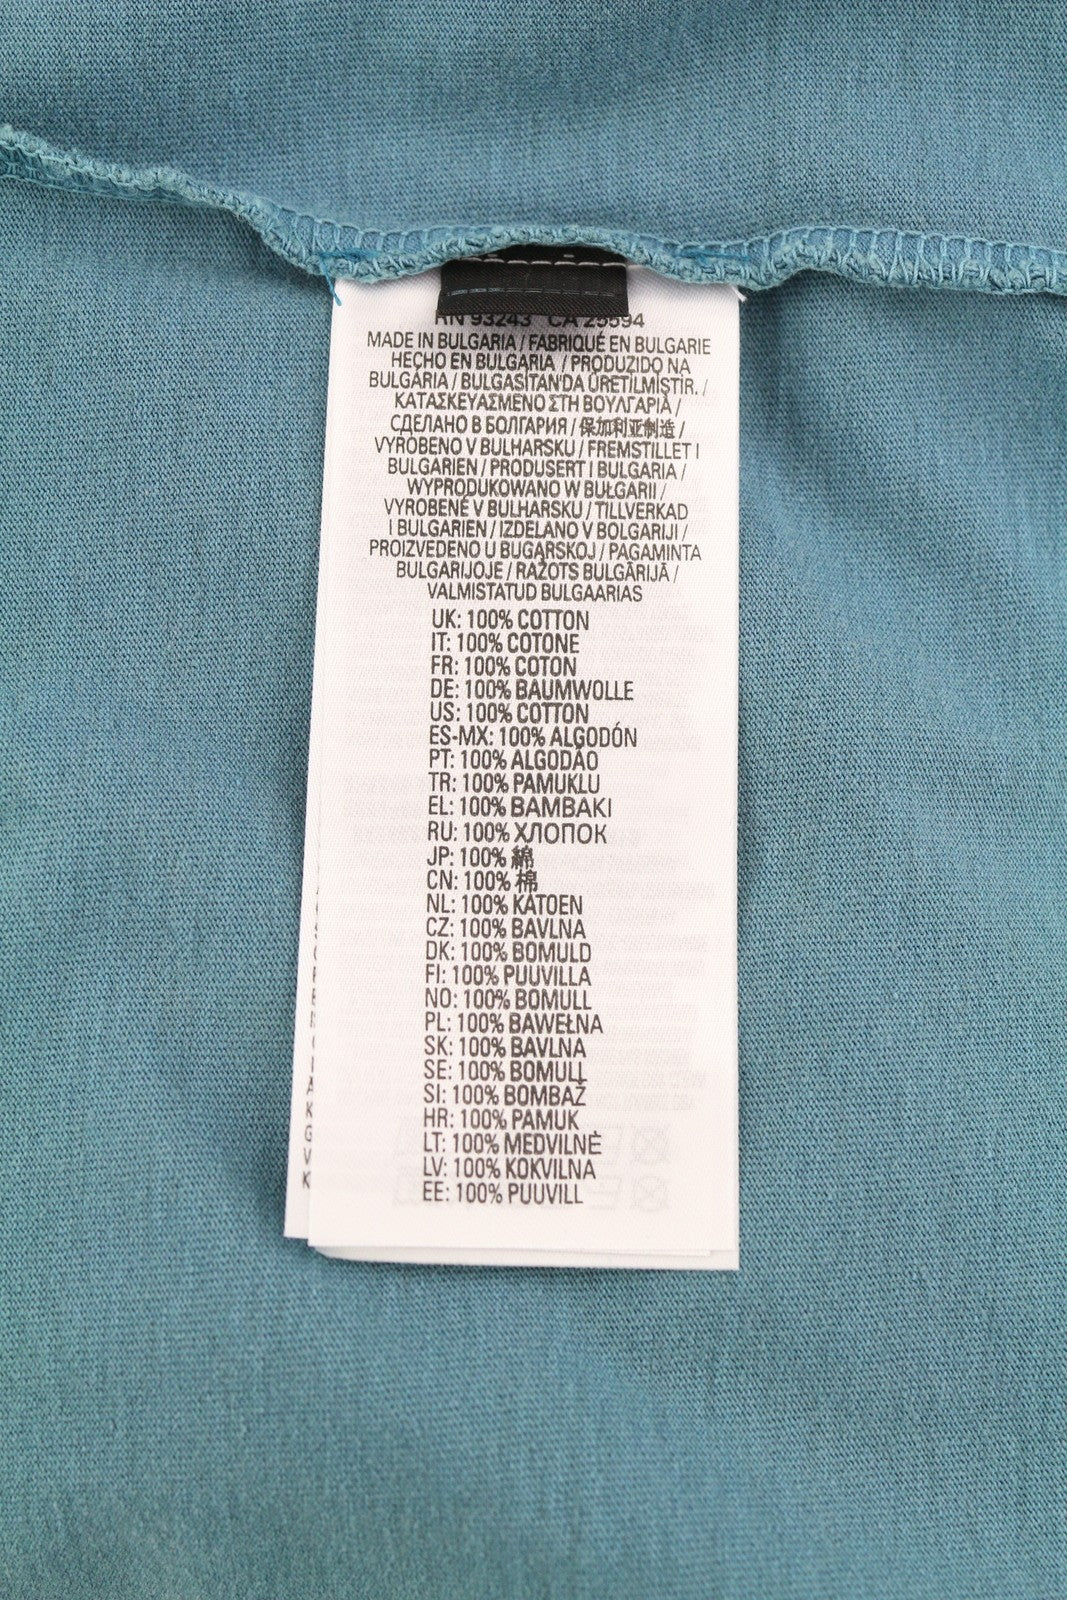 RN 93243 CA 25594
MADE IN BULGARIA / FABRIQUÉ EN BULGARIE
HECHO EN BULGARIA / PRODUZIDO NA
BULGÁRIA / BULGASİTAN'DA ÜRETİLMİŞTİR. /
ΚΑΤΑΣΚΕΥΑΣΜΕΝΟ ΣΤΗ ΒΟΥΛΓΑΡΙΑ /
СДЕЛАНО В БОЛГАРИЯ / 保加利亚制造 /
VYROBENO V BULHARSKU / FREMSTILLET I
BULGARIEN / PRODUSERT I BULGARIA /
WYPRODUKOWANO W BUŁGARII /
VYROBENÉ V BULHARSKU / TILLVERKAD
I BULGARIEN / IZDELANO V BOLGARIJI /
PROIZVEDENO U BUGARSKOJ / PAGAMINTA
BULGARIJOJE / RAŽOTS BULGĀRIJĀ /
VALMISTATUD BULGAARIAS
UK: 100% COTTON
IT: 100% COTONE
FR: 100% COTON
DE: 100% BAUMWOLLE
US: 100% COTTON
ES-MX: 100% ALGODÓN
PT: 100% ALGODÃO
TR: 100% PAMUKLU
EL: 100% ΒΑΜΒΑΚΙ
RU: 100% ХЛОПОК
JP: 100% 綿
CN: 100% 棉
NL: 100% KATOEN
CZ: 100% BAVLNA
DK: 100% BOMULD
FI: 100% PUUVILLA
NO: 100% BOMULL
PL: 100% BAWEŁNA
SK: 100% BAVLNA
SE: 100% BOMULL
SI: 100% BOMBAŽ
HR: 100% PAMUK
LT: 100% MEDVILNĖ
LV: 100% KOKVILNA
EE: 100% PUUVILL